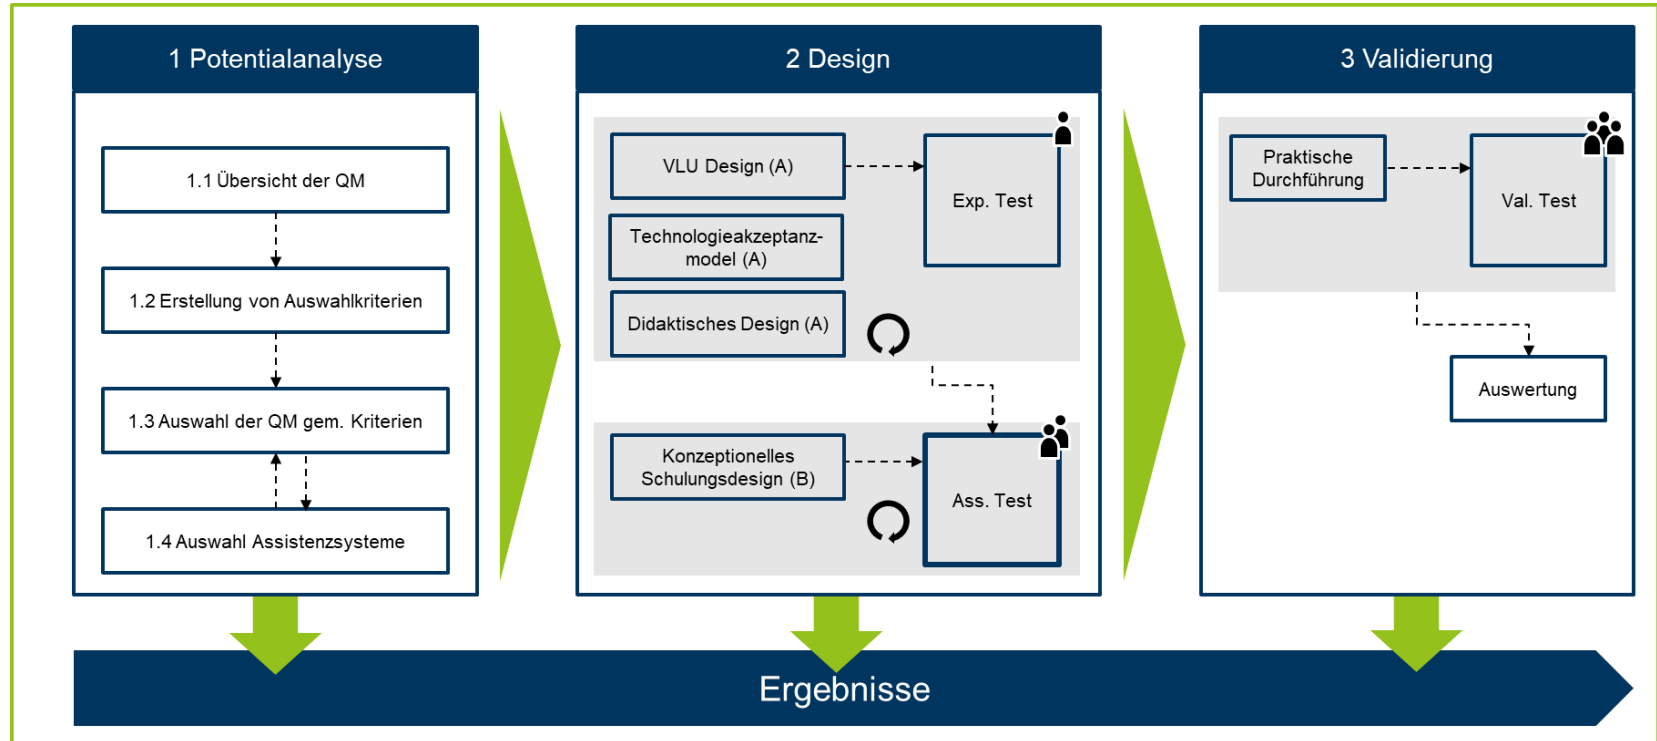 1 Potentialanalyse
1.1 Übersicht der QM
1.2 Erstellung von Auswahlkriterien
1.3 Auswahl der QM gem. Kriterien
1.4 Auswahl Assistenzsysteme
2 Design
VLU Design (A)
Technologieakzeptanz-
model (A)
Didaktisches Design (A)
Exp. Test
Konzeptionelles
Schulungsdesign (B)
Ass. Test
3 Validierung
Praktische
Durchführung
Val. Test
Auswertung
Ergebnisse